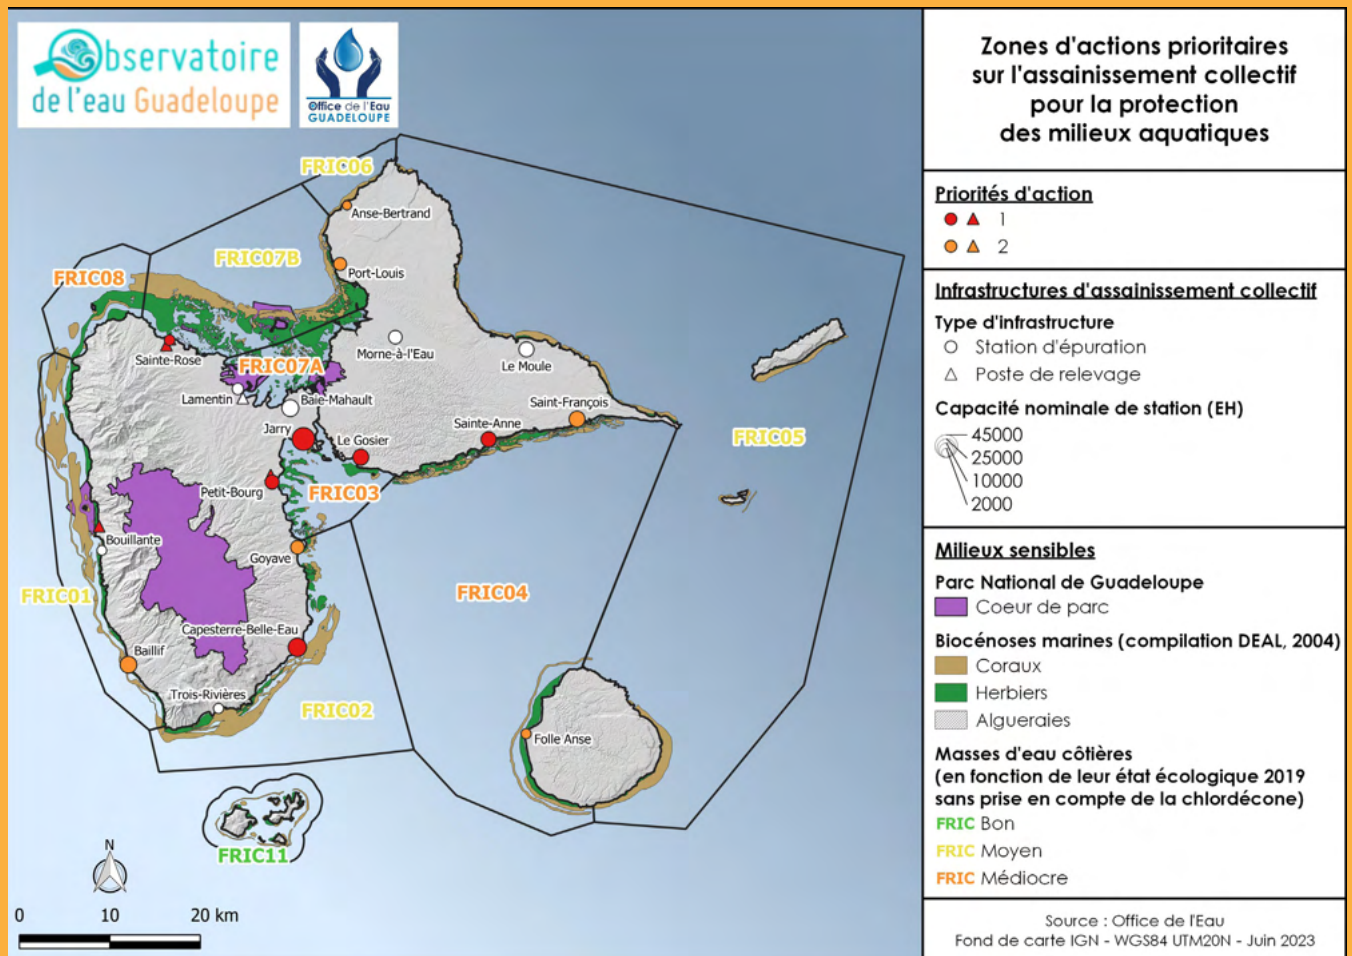 Observatoire
de l'eau Guadeloupe
Office de l'Eau
GUADELOUPE
Zones d'actions prioritaires
sur l'assainissement collectif
pour la protection
des milieux aquatiques
Priorités d'action
1
2
Infrastructures d'assainissement collectif
Type d'infrastructure
Station d'épuration
Poste de relevage
Capacité nominale de station (EH)
45000
25000
10000
2000
Milieux sensibles
Parc National de Guadeloupe
Coeur de parc
Biocénoses marines (compilation DEAL, 2004)
Coraux
Herbiers
Algueraies
Masses d'eau côtières
(en fonction de leur état écologique 2019
sans prise en compte de la chlordécone)
FRIC Bon
FRIC Moyen
FRIC Médiocre
Source : Office de l'Eau
Fond de carte IGN - WGS84 UTM20N - Juin 2023
FRIC06
Anse-Bertrand
FRIC07B
FRIC08
Port-Louis
Sainte-Rose
Morne-à-l'Eau
Le Moule
FRIC07A
Lamentin
Baie-Mahault
Saint-François
Jarry
Le Gosier
Sainte-Anne
FRIC05
Petit-Bourg
FRIC03
Bouillante
Goyave
FRIC01
FRIC04
Capesterre-Belle-Eau
Baillif
Trois-Rivières
FRIC02
Folle Anse
FRIC11
N
0 10 20 km